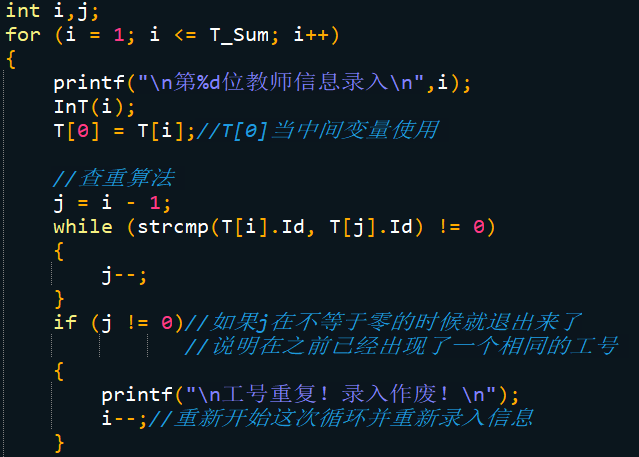 int i,j;
for (i = 1; i <= T_Sum; i++)
{
    printf("\n第%d位教师信息录入\n",i);
    InT(i);
    T[0] = T[i];//T[0]当中间变量使用

    //查重算法
    j = i - 1;
    while (strcmp(T[i].Id, T[j].Id) != 0)
    {
        j--;
    }
    if (j != 0)//如果j在不等于零的时候就退出来了
               //说明在之前已经出现了一个相同的工号
    {
        printf("\n工号重复！录入作废！\n");
        i--;//重新开始这次循环并重新录入信息
    }